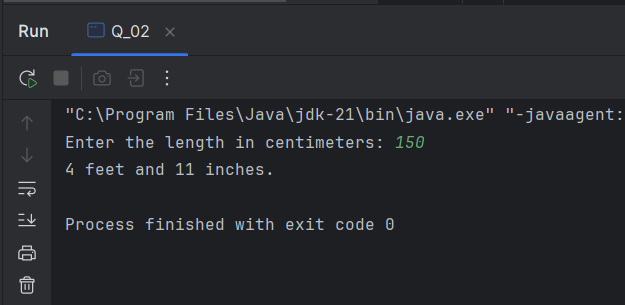 Run
Q_02
"C:\Program Files\Java\jdk-21\bin\java.exe" "-javaagent:
Enter the length in centimeters: 150
4 feet and 11 inches.
Process finished with exit code 0